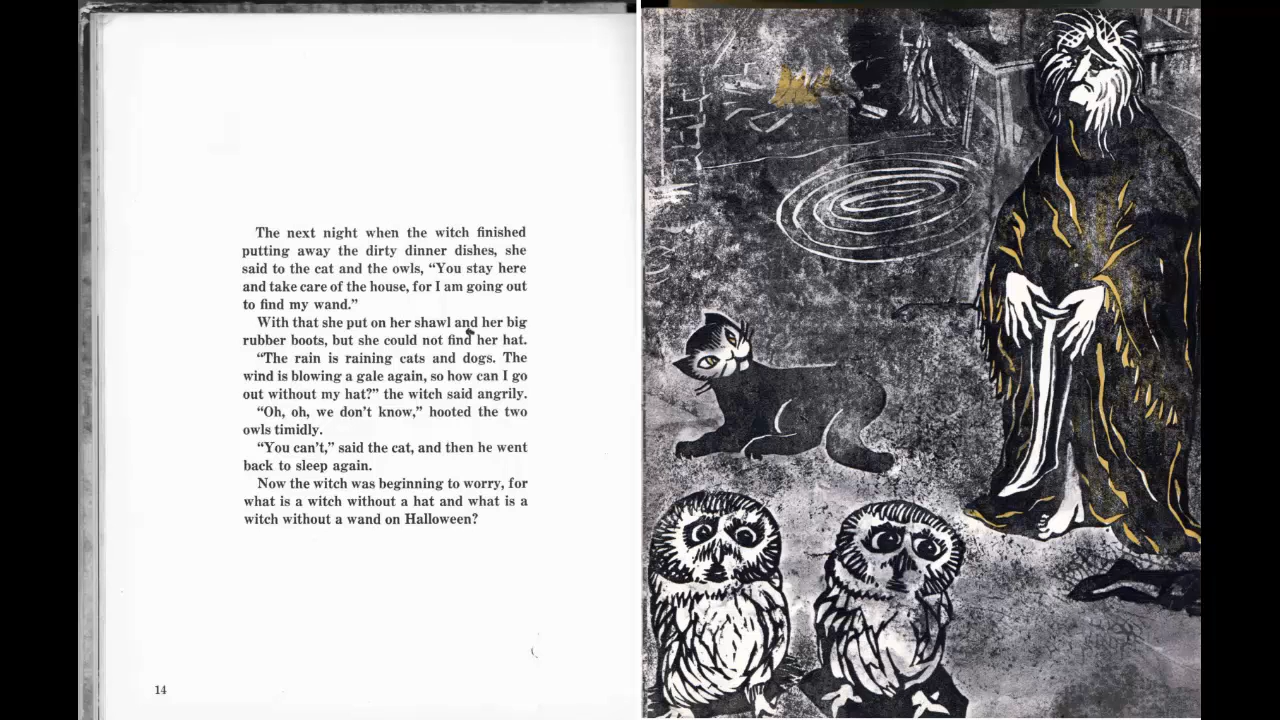 The next night when the witch finished
putting away the dirty dinner dishes, she
said to the cat and the owls, “You stay here
and take care of the house, for I am going out
to find my wand.”
With that she put on her shawl and her big
rubber boots, but she could not find her hat.
“The rain is raining cats and dogs. The
wind is blowing a gale again, so how can I go
out without my hat?” the witch said angrily.
“Oh, oh, we don’t know,” hooted the two
owls timidly.
“You can’t,” said the cat, and then he went
back to sleep again.
Now the witch was beginning to worry, for
what is a witch without a hat and what is a
witch without a wand on Halloween?
14